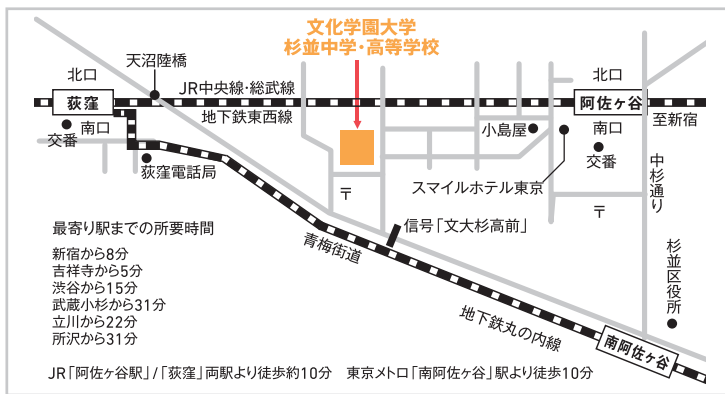 文化学園大学
杉並中学・高等学校
天沼陸橋
北口
JR中央線・総武線
北口
荻窪
阿佐ヶ谷
地下鉄東西線
至新宿
南口
交番
小島屋
南口
交番
荻窪電話局
スマイルホテル東京
中杉通り
〒
〒
信号「文大杉高前」
最寄り駅までの所要時間
青梅街道
新宿から8分
吉祥寺から5分
渋谷から15分
武蔵小杉から31分
立川から22分
所沢から31分
杉並区役所
地下鉄丸の内線
南阿佐ヶ谷
JR「阿佐ヶ谷駅」/「荻窪」両駅より徒歩約10分 東京メトロ「南阿佐ヶ谷」駅より徒歩10分